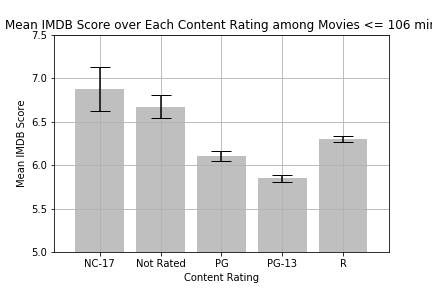 Mean IMDB Score over Each Content Rating among Movies <= 106 min
7.5
7.0
6.5
6.0
5.5
5.0
Mean IMDB Score
NC-17 Not Rated PG PG-13 R
Content Rating